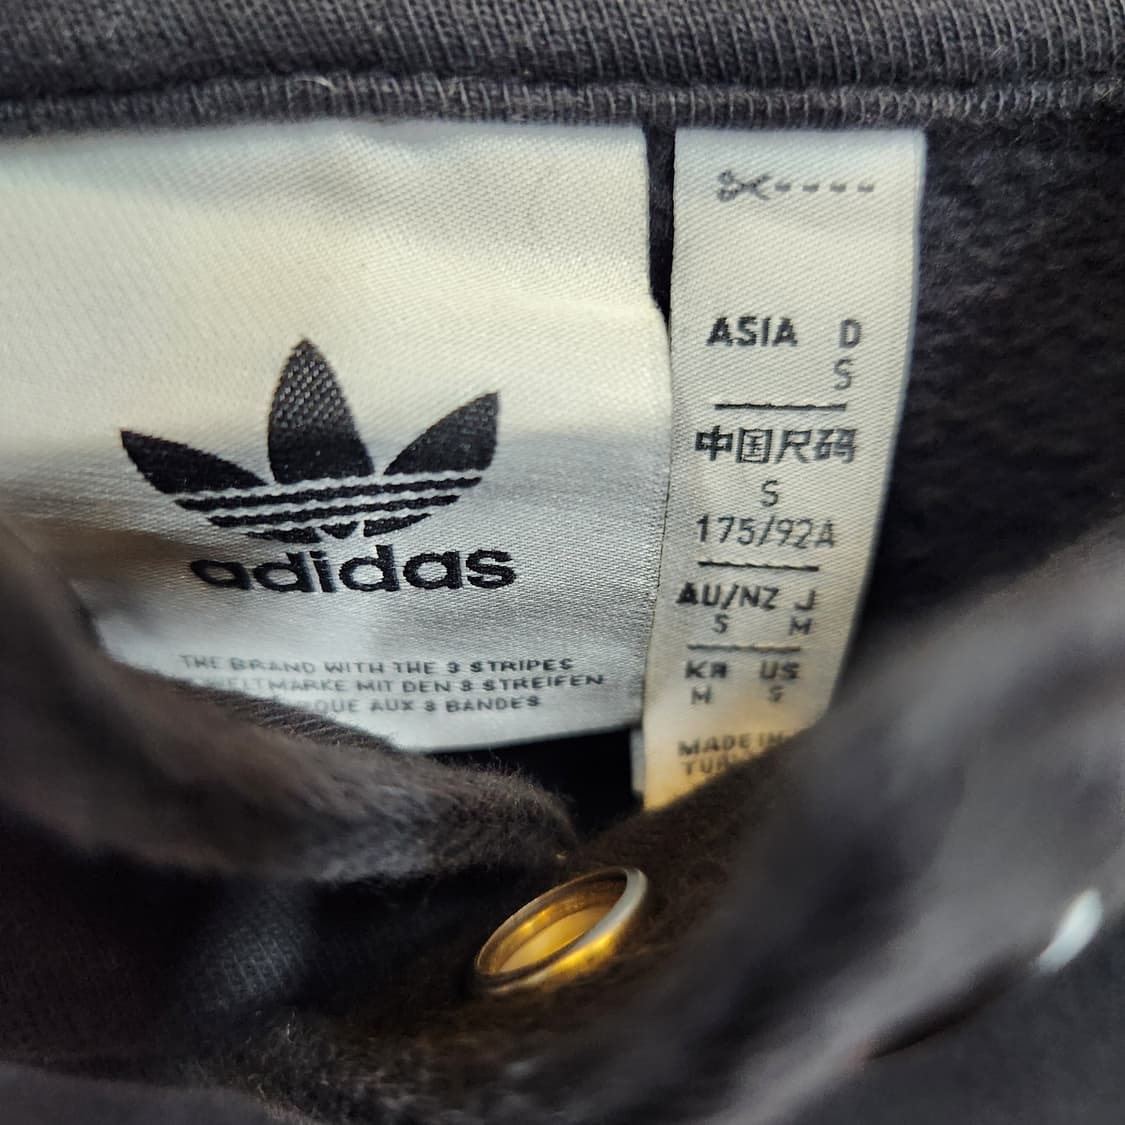 adidas
THE BRAND WITH THE 3 STRIPES
MIT DEN 3 STREIFEN
AUX 3 BANDES
ASIA D
S
中国尺码
S
175/92A
AU/NZ J
S M
KR US
M S
MADE IN